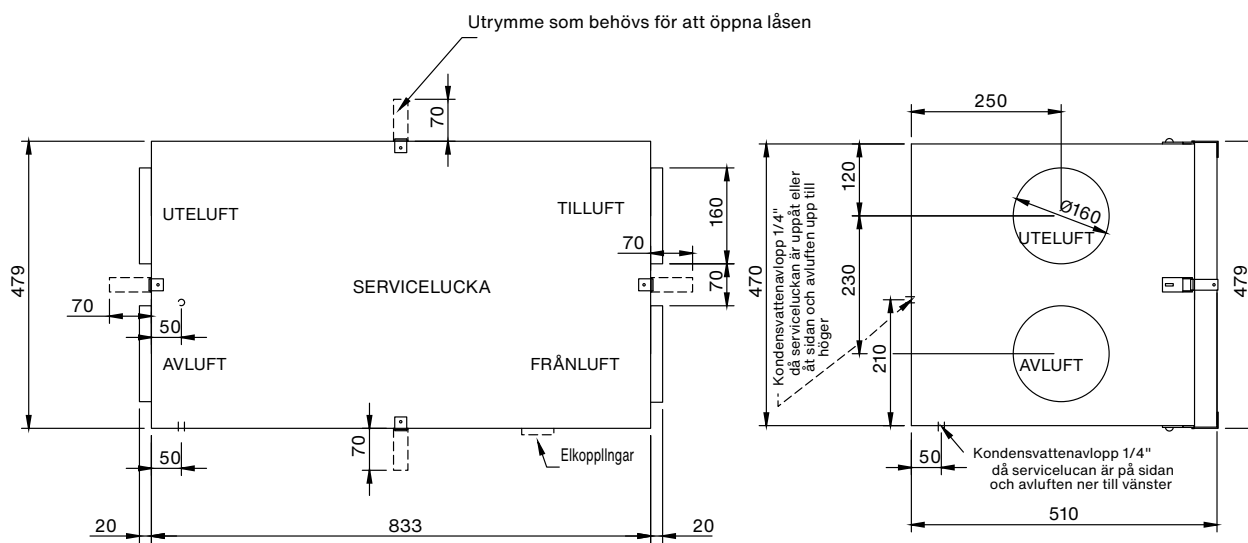 Utrymme som behövs för att öppna låsen
70
479
UTELUFT
TILLUFT
160
70
SERVICELUCKA
70
70
50
AVLUFT
FRÅNLUFT
50
70
Elkopplingar
20
833
20
250
120
Ø160
UTELUFT
Kondensvattenavlopp 1/4"
då serviceluckan är uppåt eller
åt sidan och avluften upp till
höger
470
230
479
210
AVLUFT
50
Kondensvattenavlopp 1/4"
då servicelucan är på sidan
och avluften ner till vänster
510